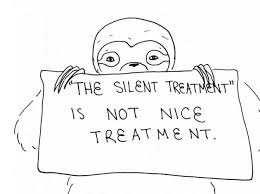 "THE SILENT TREATMENT"
IS NOT NICE
TREATMENT.